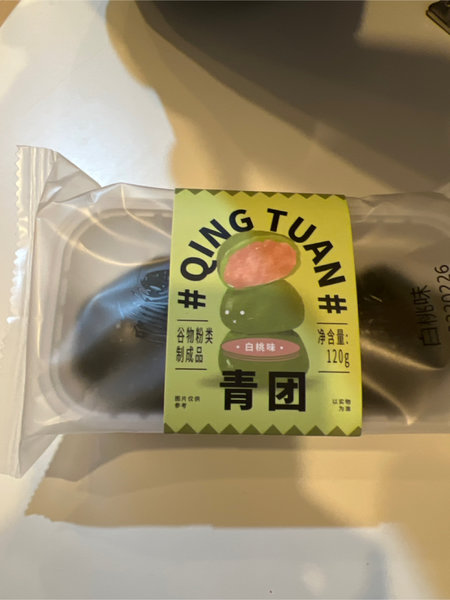 #QING TUAN#
谷物粉类
制成品
白桃味
净含量:
120g
青团
图片仅供
参考
以实物
为准
白桃味